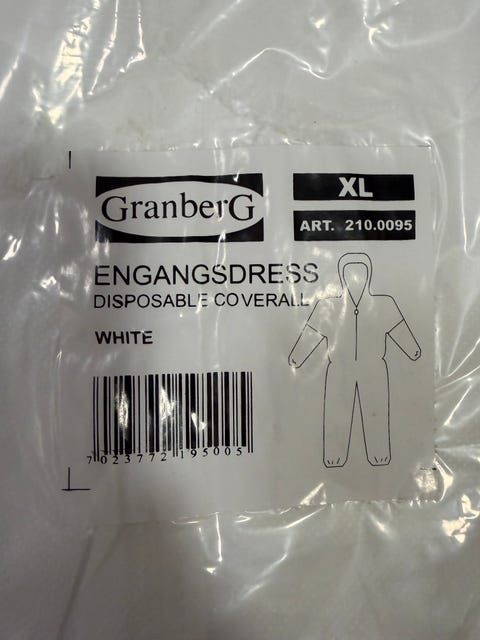 GranberG
XL
ART. 210.0095
ENGANGSDRESS
DISPOSABLE COVERALL
WHITE
7 023772 195005